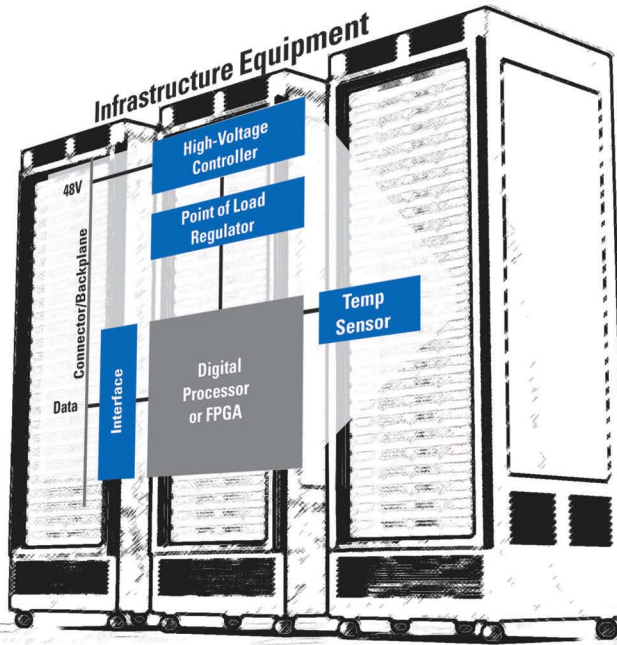 Infrastructure Equipment
High-Voltage
Controller
48V
Point of Load
Regulator
Connector/Backplane
Temp
Sensor
Digital
Processor
or FPGA
Interface
Data